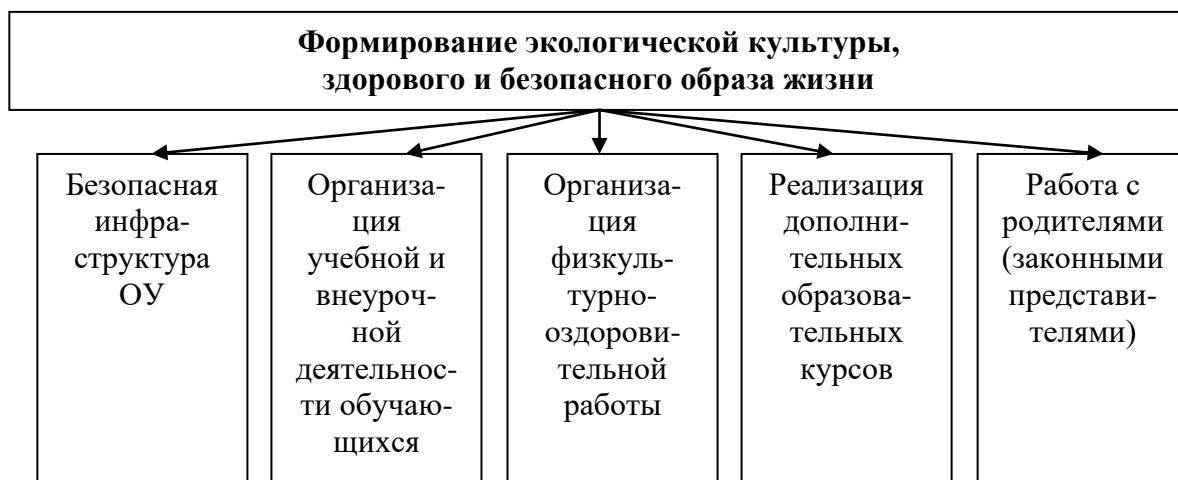 Формирование экологической культуры,
здорового и безопасного образа жизни
Безопасная
инфра-
структура
ОУ
Организа-
ция
учебной и
внеуроч-
ной
деятельнос-
ти обучаю-
щихся
Организа-
ция
физкуль-
турно-
оздорови-
тельной
работы
Реализация
дополни-
тельных
образова-
тельных
курсов
Работа с
родителями
(законными
представи-
телями)